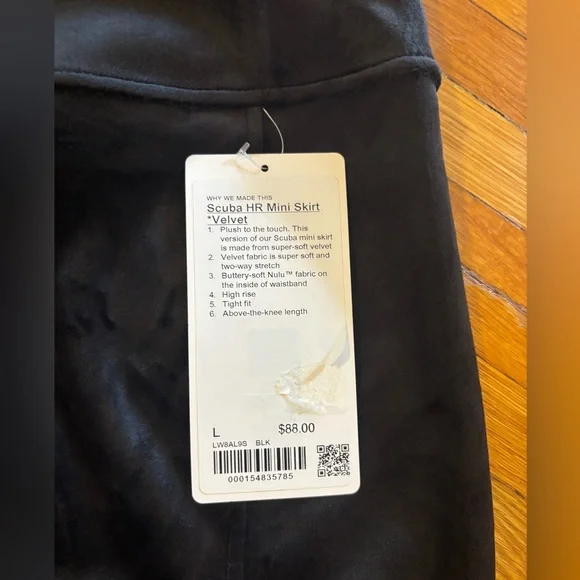 WHY WE MADE THIS
Scuba HR Mini Skirt
*Velvet
1. Plush to the touch. This
version of our Scuba mini skirt
is made from super-soft velvet
2. Velvet fabric is super soft and
two-way stretch
3. Buttery-soft Nulu™ fabric on
the inside of waistband
4. High rise
5. Tight fit
6. Above-the-knee length
L $88.00
LW8AL9S BLK
000154835785